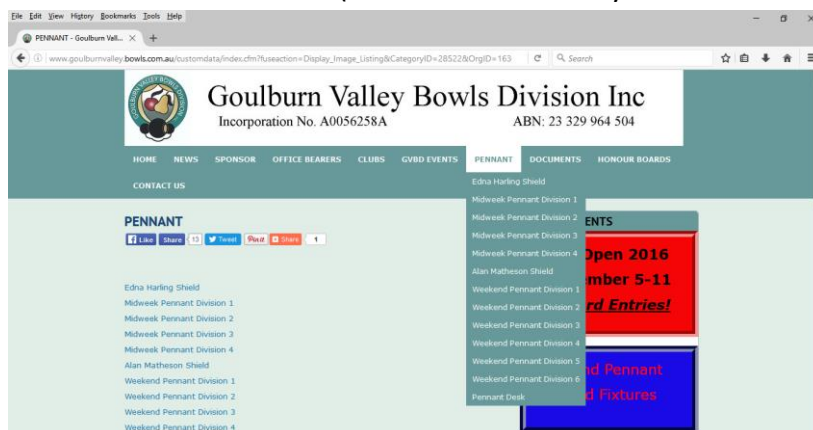 File Edit View History Bookmarks Tools Help
PENNANT - Goulburn Vall...
www.goulburnvalley.bowls.com.au/customdata/index.cfm?fuseaction=Display_Image_Listing&CategoryID=28522&OrgID=163
Search
Goulburn Valley Bowls Division Inc
Incorporation No. A0056258A ABN: 23 329 964 504
HOME NEWS SPONSOR OFFICE BEARERS CLUBS GVBD EVENTS PENNANT DOCUMENTS HONOUR BOARDS
CONTACT US
Edna Harling Shield
Midweek Pennant Division 1
Midweek Pennant Division 2
Midweek Pennant Division 3
Midweek Pennant Division 4
Alan Matheson Shield
Weekend Pennant Division 1
Weekend Pennant Division 2
Weekend Pennant Division 3
Weekend Pennant Division 4
Weekend Pennant Division 5
Weekend Pennant Division 6
Pennant Desk
PENNANT
Like Share 13 Tweet Pin it Share 1
Edna Harling Shield
Midweek Pennant Division 1
Midweek Pennant Division 2
Midweek Pennant Division 3
Midweek Pennant Division 4
Alan Matheson Shield
Weekend Pennant Division 1
Weekend Pennant Division 2
Weekend Pennant Division 3
Weekend Pennant Division 4
ENTS
Open 2016
mber 5-11
rd Entries!
nd Pennant
d Fixtures